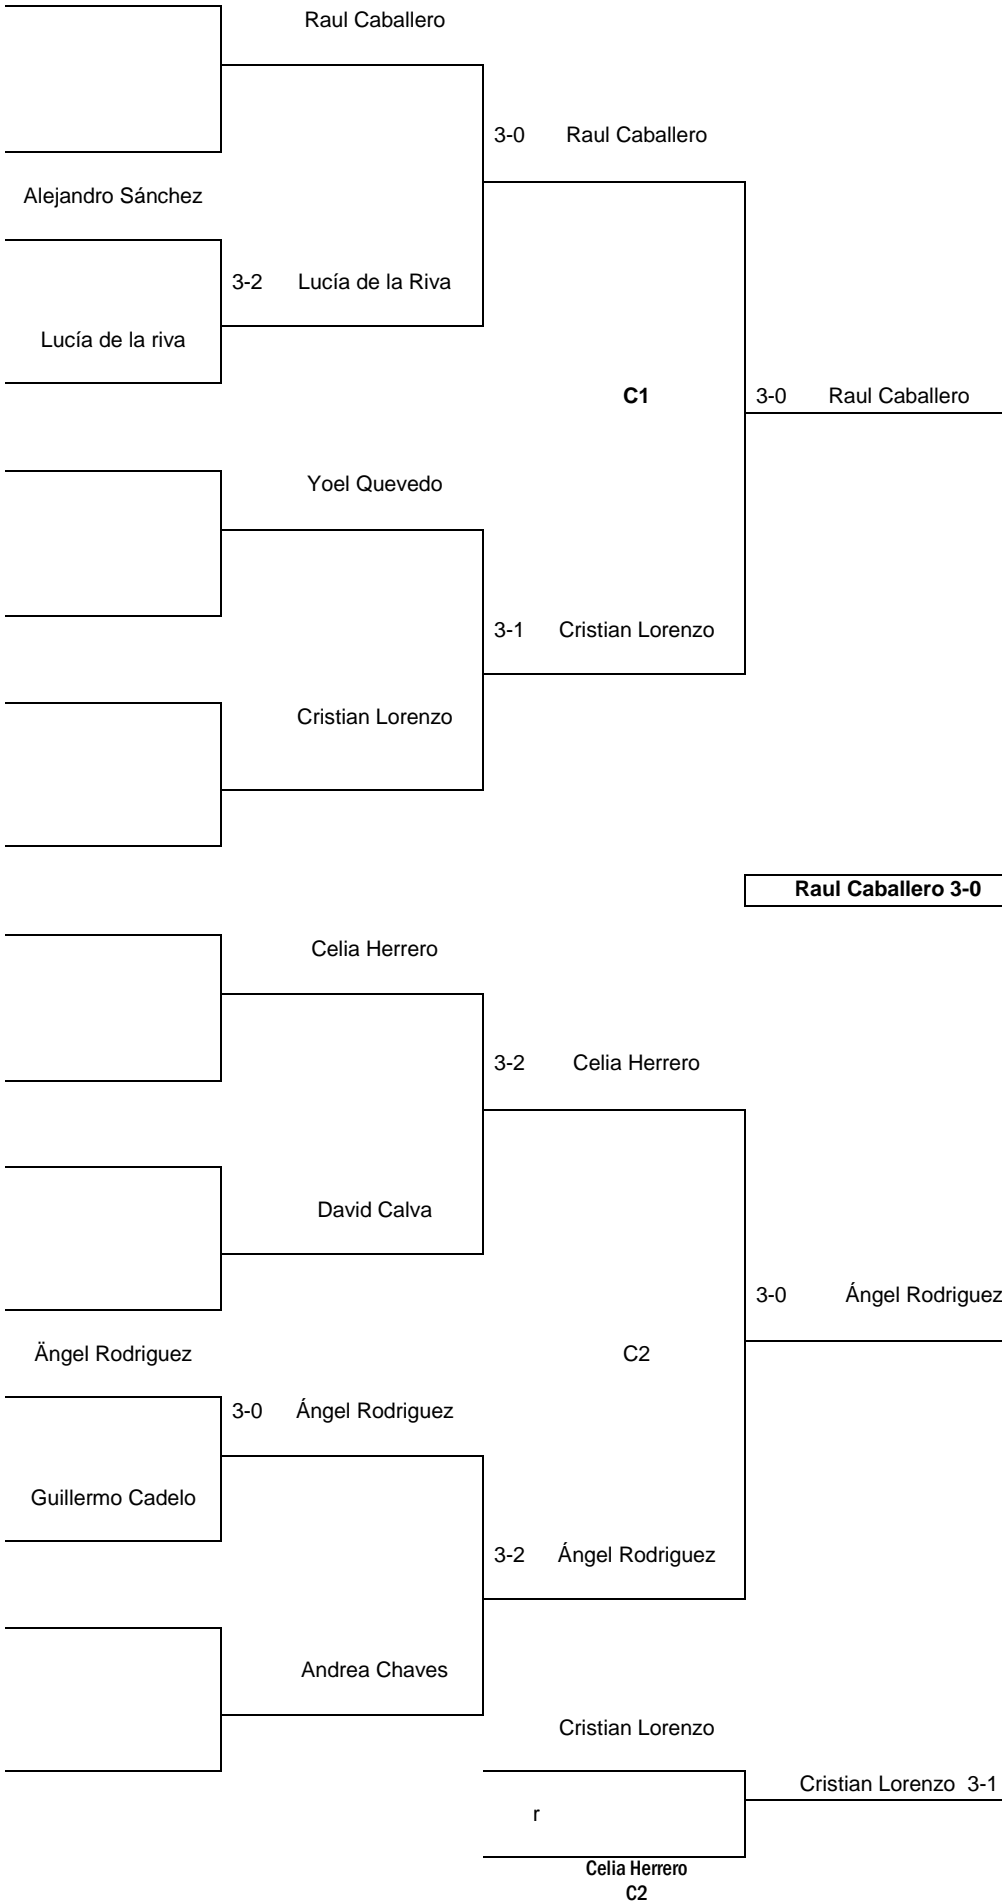 Raul Caballero
3-0 Raul Caballero
Alejandro Sánchez
3-2 Lucía de la Riva
Lucía de la riva
C1
3-0 Raul Caballero
Yoel Quevedo
3-1 Cristian Lorenzo
Cristian Lorenzo
Raul Caballero 3-0
Celia Herrero
3-2 Celia Herrero
David Calva
3-0 Ángel Rodriguez
Ängel Rodriguez
C2
3-0 Ángel Rodriguez
Guillermo Cadelo
3-2 Ángel Rodriguez
Andrea Chaves
Cristian Lorenzo
Cristian Lorenzo 3-1
r
Celia Herrero
C2